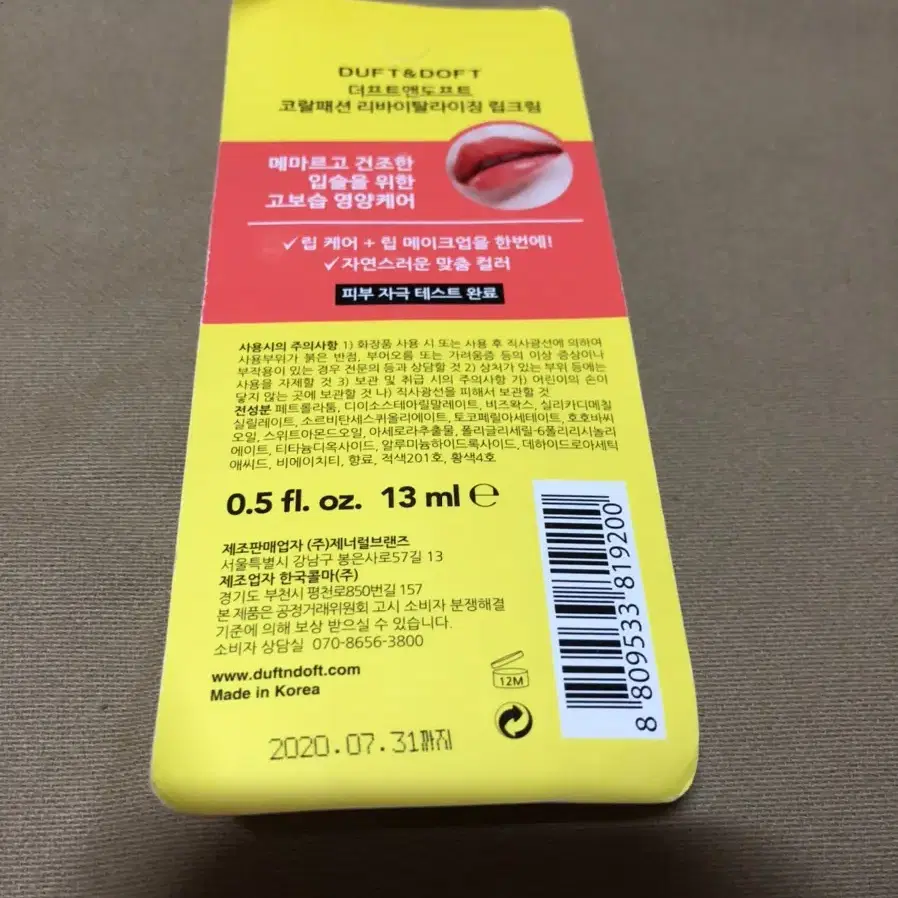 DUFT&DOFT
더프트앤도프트
코랄패션 리바이탈라이징 립크림
메마르고 건조한
입술을 위한
고보습 영양케어
✓립 케어 + 립 메이크업을 한번에!
✓자연스러운 맞춤 컬러
피부 자극 테스트 완료
사용시의 주의사항 1) 화장품 사용 시 또는 사용 후 직사광선에 의하여
사용부위가 붉은 반점, 부어오름 또는 가려움증 등의 이상 증상이나
부작용이 있는 경우 전문의 등과 상담할 것 2) 상처가 있는 부위 등에는
사용을 자제할 것 3) 보관 및 취급 시의 주의사항 가) 어린이의 손이
닿지 않는 곳에 보관할 것 나) 직사광선을 피해서 보관할 것
전성분 페트롤라툼, 디이소스테아릴말레이트, 비즈왁스, 실리카디메칠
실릴레이트, 소르비탄세스퀴올리에이트, 토코페릴아세테이트, 호호바씨
오일, 스위트아몬드오일, 아세로라추출물, 폴리글리세릴-6폴리리시놀리
에이트, 티타늄디옥사이드, 알루미늄하이드록사이드, 데하이드로아세틱
애씨드, 비에이치티, 향료, 적색201호, 황색4호
0.5 fl. oz. 13 ml ℮
제조판매업자 (주)제너럴브랜즈
서울특별시 강남구 봉은사로57길 13
제조업자 한국콜마(주)
경기도 부천시 평천로850번길 157
본 제품은 공정거래위원회 고시 소비자 분쟁해결
기준에 의해 보상 받으실 수 있습니다.
소비자 상담실 070-8656-3800
www.duftndoft.com
Made in Korea
12M
2020.07.31까지
8 809533 819200